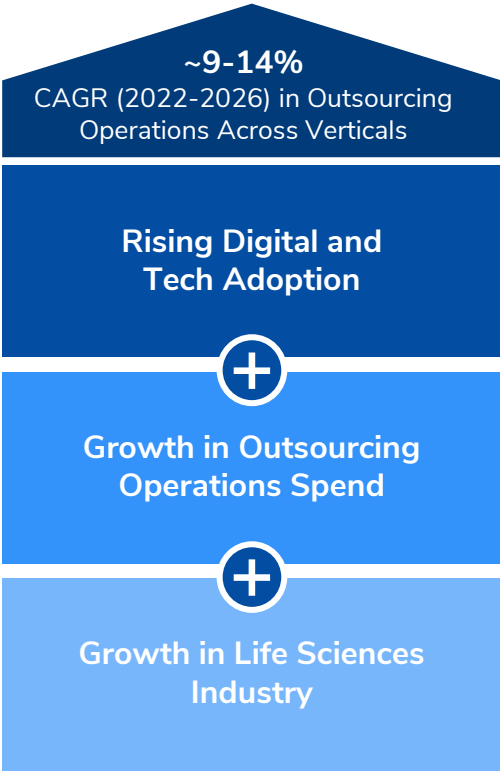 ~9-14%
CAGR (2022-2026) in Outsourcing
Operations Across Verticals
Rising Digital and
Tech Adoption
+
Growth in Outsourcing
Operations Spend
+
Growth in Life Sciences
Industry